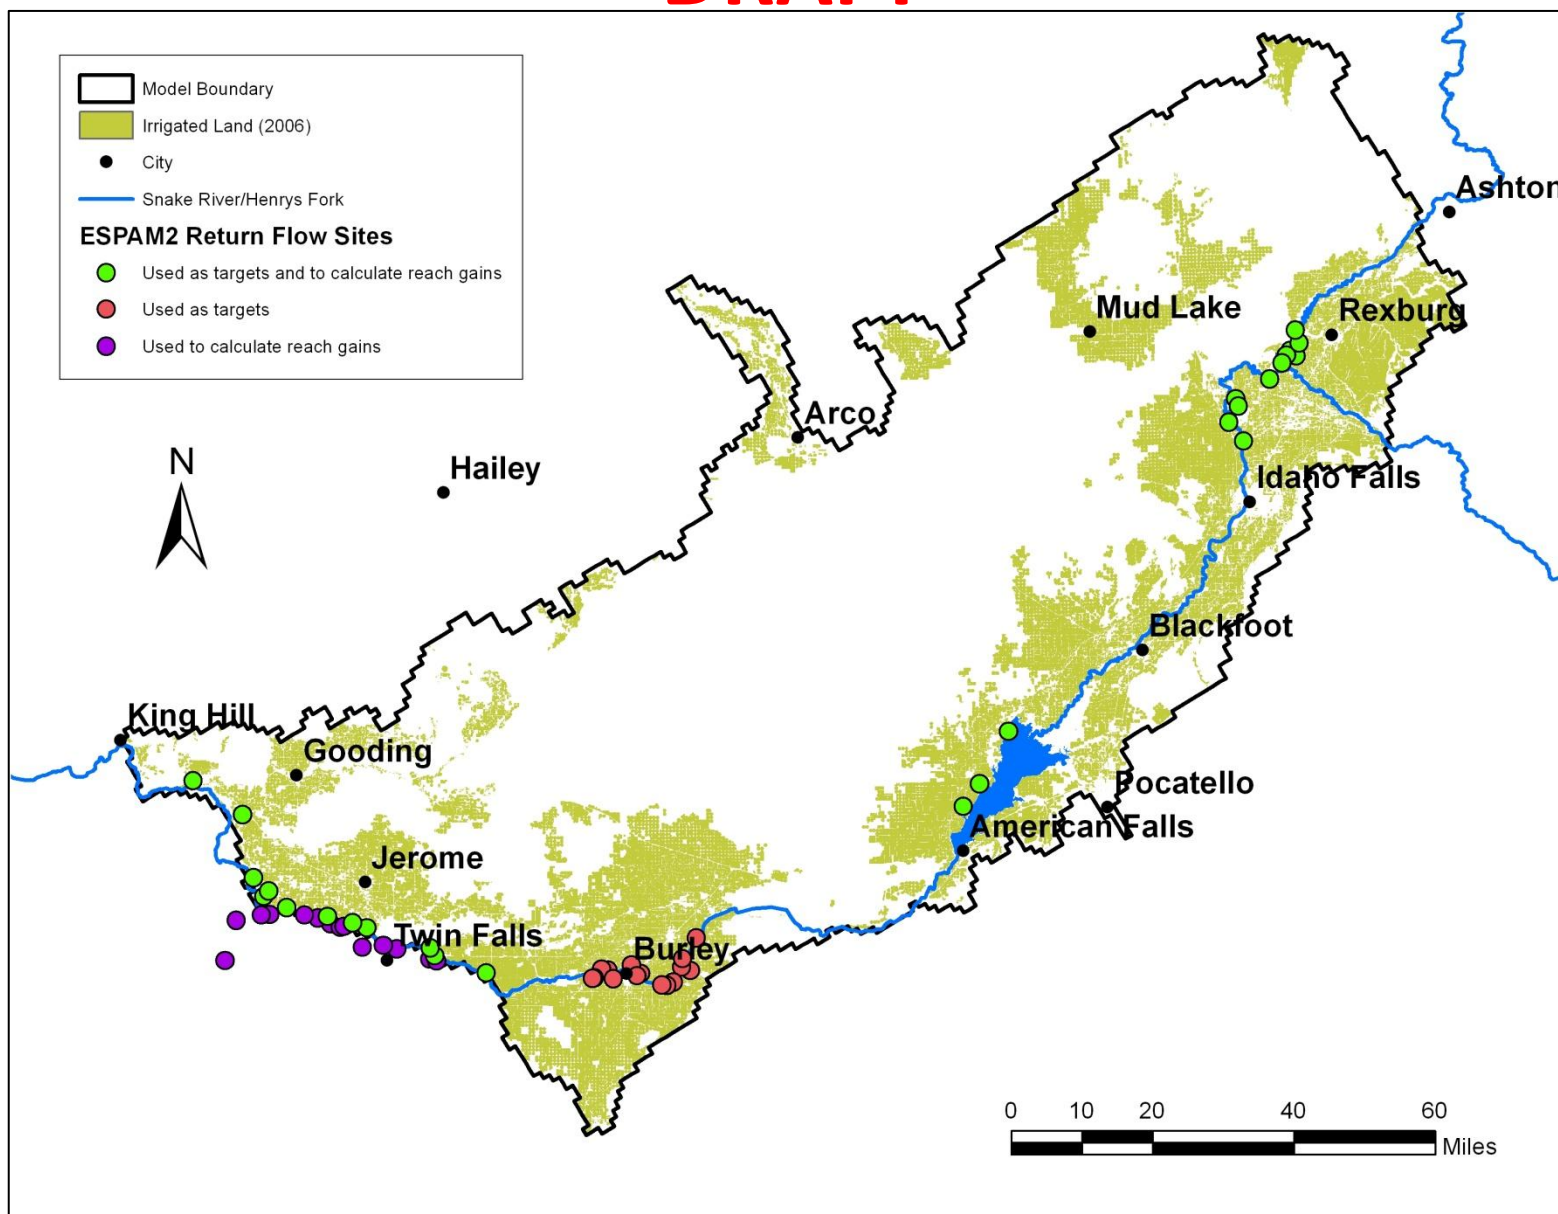 DRAFT
Model Boundary
Irrigated Land (2006)
City
Snake River/Henrys Fork
ESPAM2 Return Flow Sites
Used as targets and to calculate reach gains
Used as targets
Used to calculate reach gains
Ashton
Mud Lake
Rexburg
Arco
N
Hailey
Idaho Falls
Blackfoot
King Hill
Gooding
Pocatello
American Falls
Jerome
Twin Falls
Burley
0 10 20 40 60
Miles